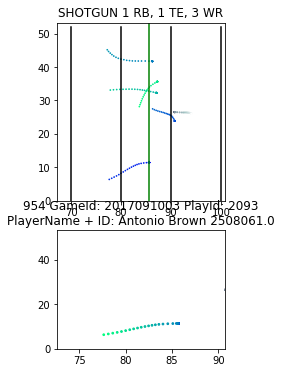 SHOTGUN 1 RB, 1 TE, 3 WR
50
40
30
20
10
0
70 80 90 100
954 GameId: 2017091003 PlayId: 2093
PlayerName + ID: Antonio Brown 2508061.0
40
20
0
75 80 85 90